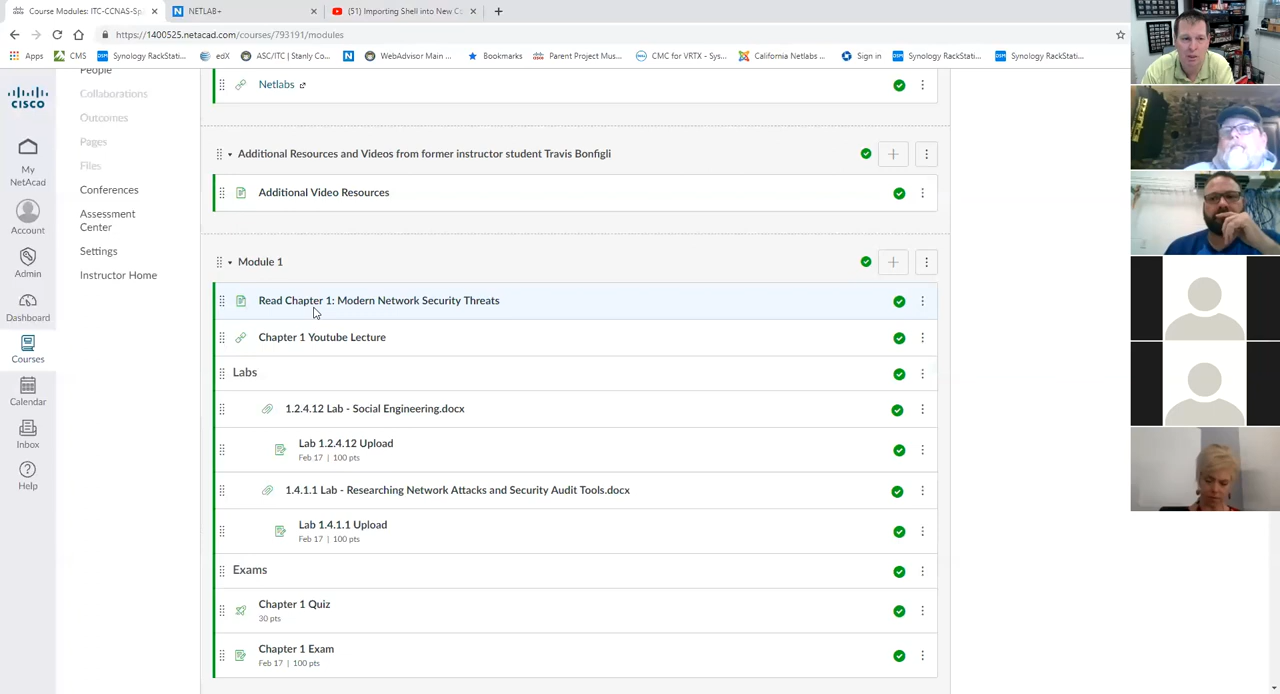 Course Modules: ITC-CCNAS-Sp
NETLAB+
(51) Importing Shell into New Co
https://1400525.netacad.com/courses/793191/modules
Apps
CMS
Synology RackStati...
edX
ASC/ITC | Study Co...
N
WebAdvisor Main ...
Bookmarks
Parent Project Mus...
CMC for VRTX - Sys...
California Netlabs ...
Sign in
Synology RackStati...
Synology RackStati...
CISCO
My NetAcad
Account
Admin
Dashboard
Courses
Calendar
Inbox
Help
People
Collaborations
Outcomes
Pages
Files
Conferences
Assessment
Center
Settings
Instructor Home
Netlabs
Additional Resources and Videos from former instructor student Travis Bonfigli
Additional Video Resources
Module 1
Read Chapter 1: Modern Network Security Threats
Chapter 1 Youtube Lecture
Labs
1.2.4.12 Lab - Social Engineering.docx
Lab 1.2.4.12 Upload
Feb 17 | 100 pts
1.4.1.1 Lab - Researching Network Attacks and Security Audit Tools.docx
Lab 1.4.1.1 Upload
Feb 17 | 100 pts
Exams
Chapter 1 Quiz
30 pts
Chapter 1 Exam
Feb 17 | 100 pts